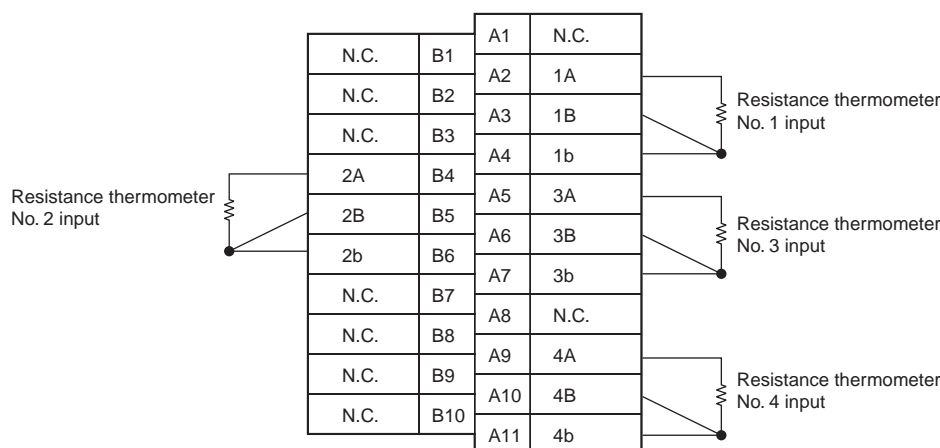 A1 N.C.
N.C. B1
A2 1A
N.C. B2
A3 1B
N.C. B3
A4 1b
2A B4
A5 3A
2B B5
A6 3B
2b B6
A7 3b
N.C. B7
A8 N.C.
N.C. B8
A9 4A
N.C. B9
A10 4B
N.C. B10
A11 4b
Resistance thermometer
No. 1 input
Resistance thermometer
No. 2 input
Resistance thermometer
No. 3 input
Resistance thermometer
No. 4 input